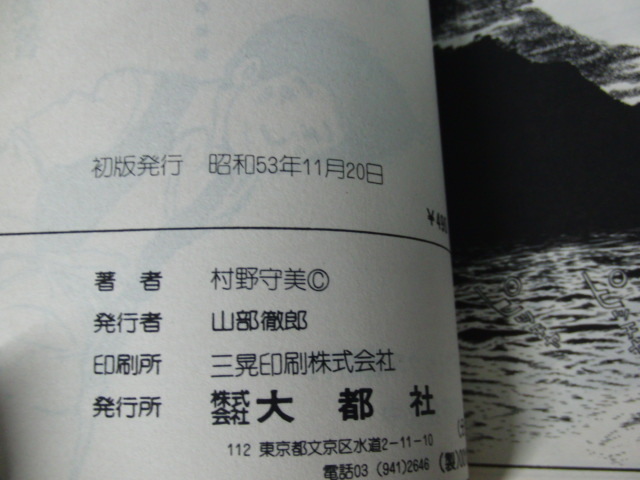 初版発行 昭和53年11月20日
著者 村野守美©
発行者 山部徹郎
印刷所 三晃印刷株式会社
発行所 株式会社 大都社
112 東京都文京区水道2-11-10
電話03 (941)2646